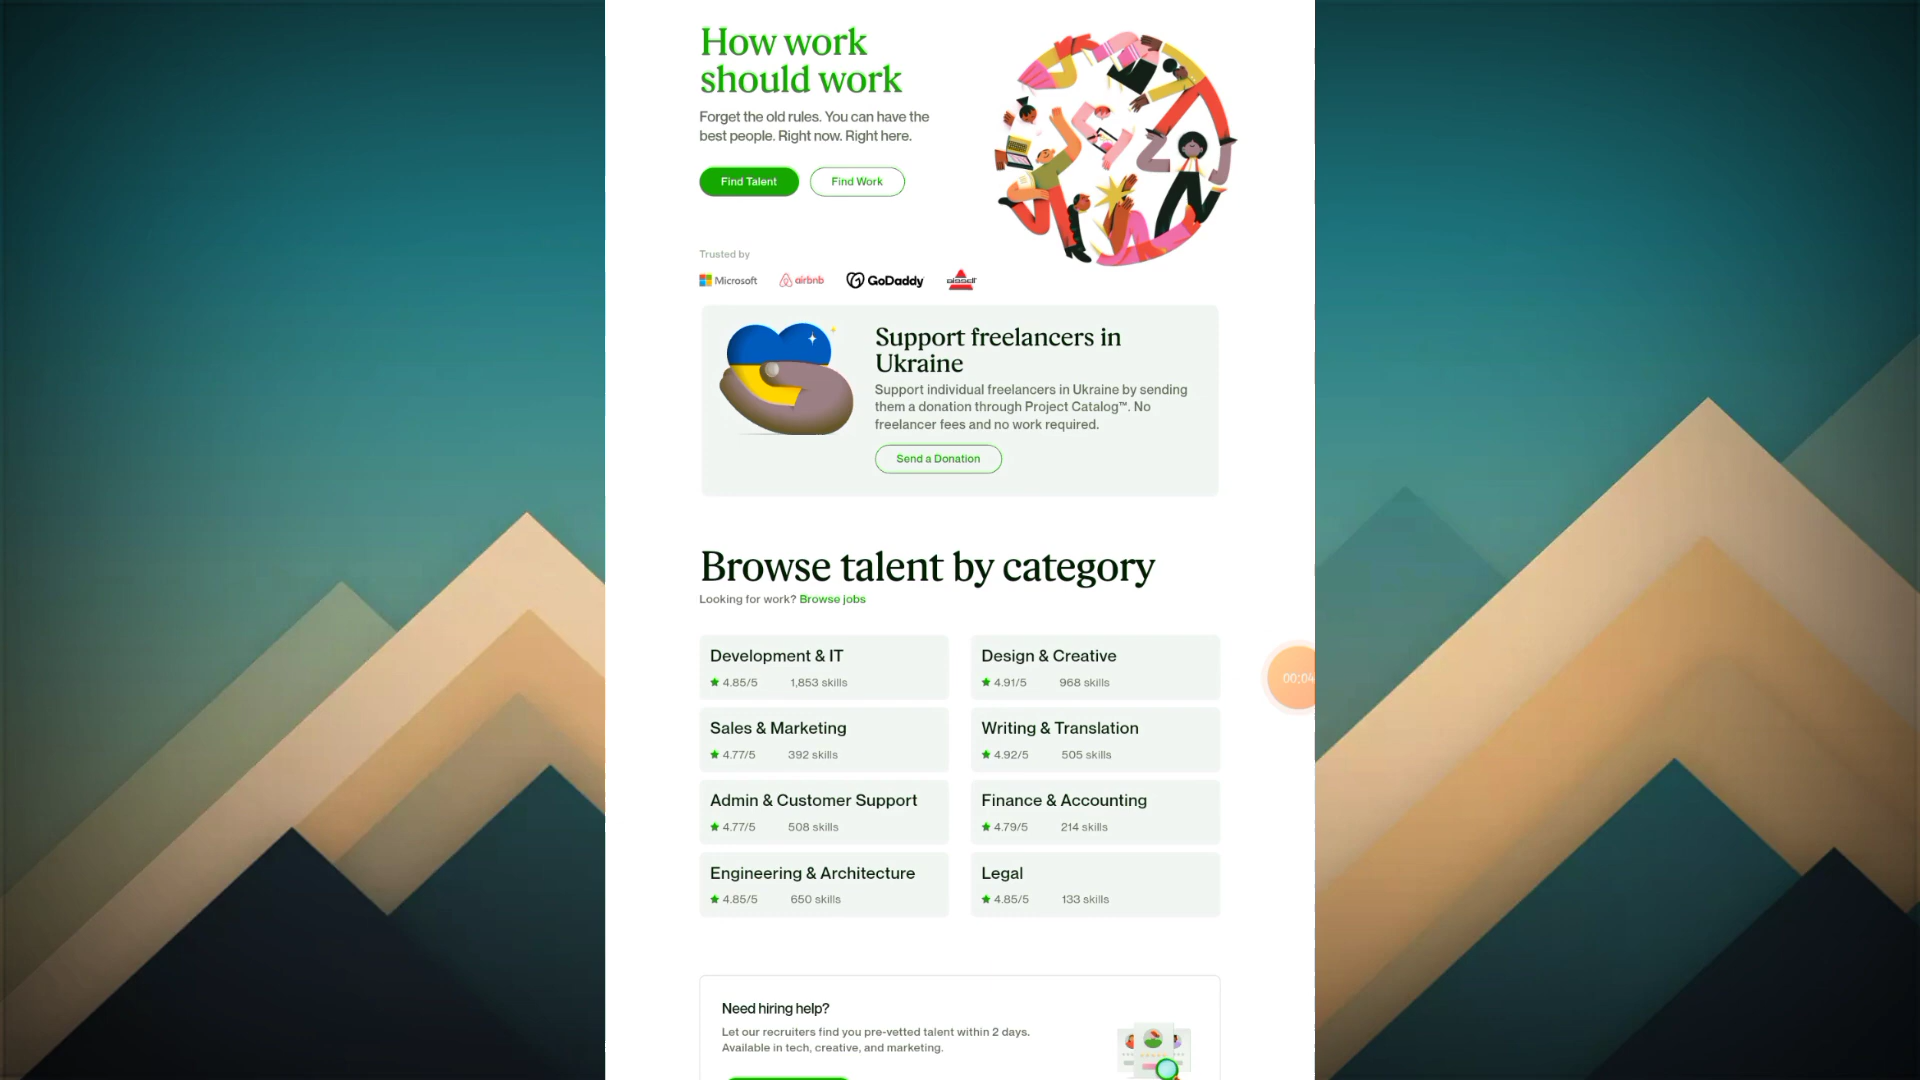 How work
should work
Forget the old rules. You can have the
best people. Right now. Right here.
Find Talent
Find Work
Trusted by
Microsoft
airbnb
GoDaddy
BISSELL
Support freelancers in
Ukraine
Support individual freelancers in Ukraine by sending
them a donation through Project Catalog™. No
freelancer fees and no work required.
Send a Donation
Browse talent by category
Looking for work? Browse jobs
Development & IT
4.85/5 1,853 skills
Design & Creative
4.91/5 968 skills
Sales & Marketing
4.77/5 392 skills
Writing & Translation
4.92/5 505 skills
Admin & Customer Support
4.77/5 508 skills
Finance & Accounting
4.79/5 214 skills
Engineering & Architecture
4.85/5 650 skills
Legal
4.85/5 133 skills
00:04
Need hiring help?
Let our recruiters find you pre-vetted talent within 2 days.
Available in tech, creative, and marketing.